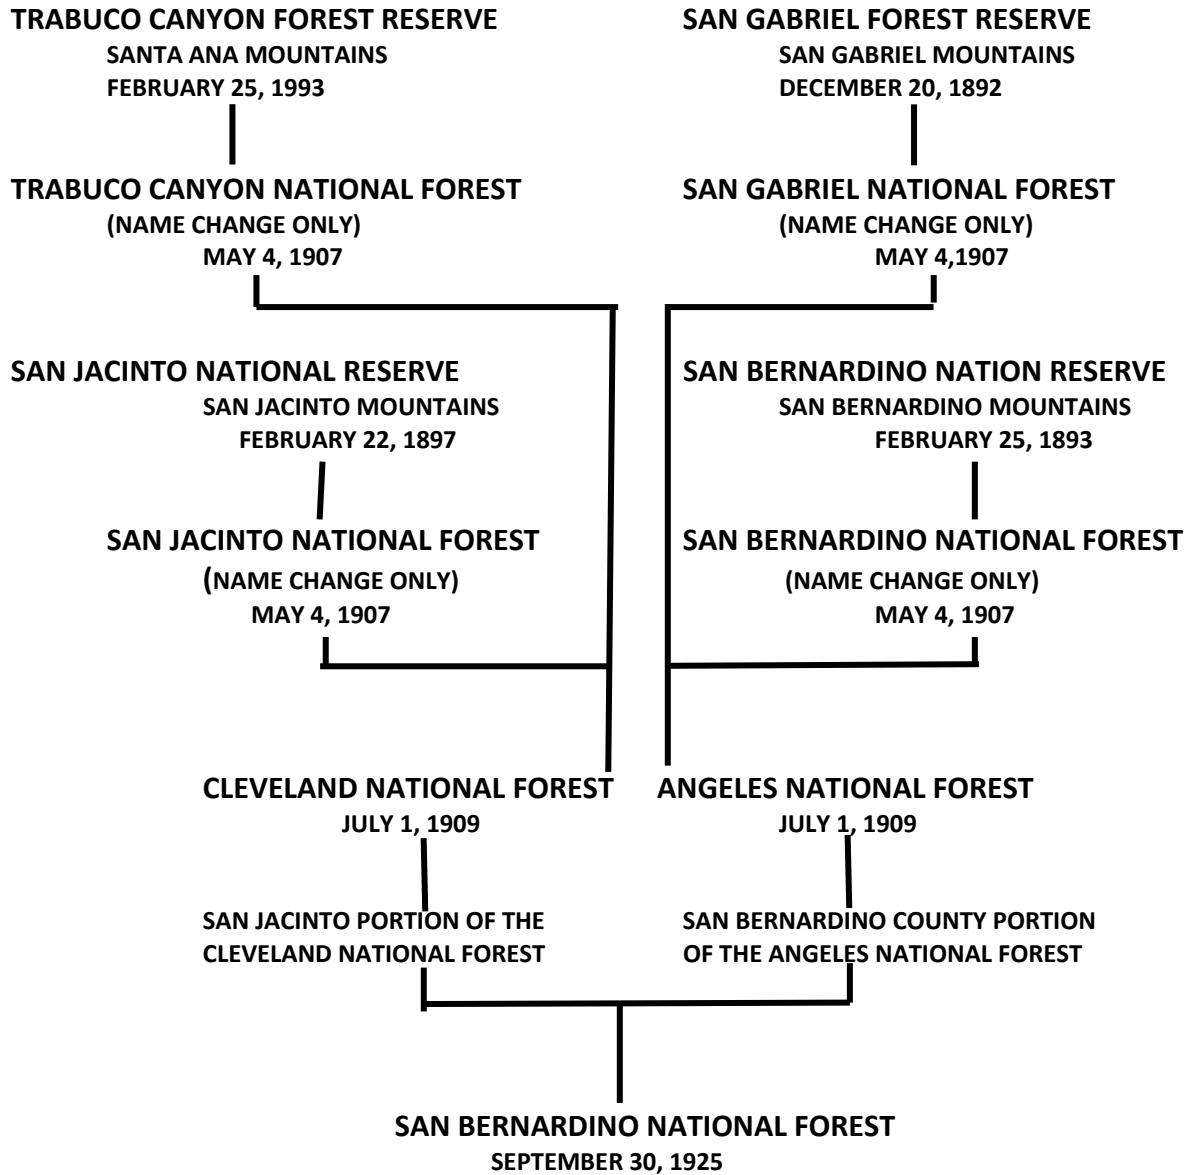 TRABUTCO CANYON FOREST RESERVE
SANTA ANA MOUNTAINS
FEBRUARY 25, 1993
SAN GABRIEL FOREST RESERVE
SAN GABRIEL MOUNTAINS
DECEMBER 20, 1892
TRABUCO CANYON NATIONAL FOREST
(NAME CHANGE ONLY)
MAY 4, 1907
SAN GABRIEL NATIONAL FOREST
(NAME CHANGE ONLY)
MAY 4,1907
SAN JACINTO NATIONAL RESERVE
SAN JACINTO MOUNTAINS
FEBRUARY 22, 1897
SAN BERNARDINO NATION RESERVE
SAN BERNARDINO MOUNTAINS
FEBRUARY 25, 1893
SAN JACINTO NATIONAL FOREST
(NAME CHANGE ONLY)
MAY 4, 1907
SAN BERNARDINO NATIONAL FOREST
(NAME CHANGE ONLY)
MAY 4, 1907
CLEVELAND NATIONAL FOREST
JULY 1, 1909
ANGELES NATIONAL FOREST
JULY 1, 1909
SAN JACINTO PORTION OF THE
CLEVELAND NATIONAL FOREST
SAN BERNARDINO COUNTY PORTION
OF THE ANGELES NATIONAL FOREST
SAN BERNARDINO NATIONAL FOREST
SEPTEMBER 30, 1925